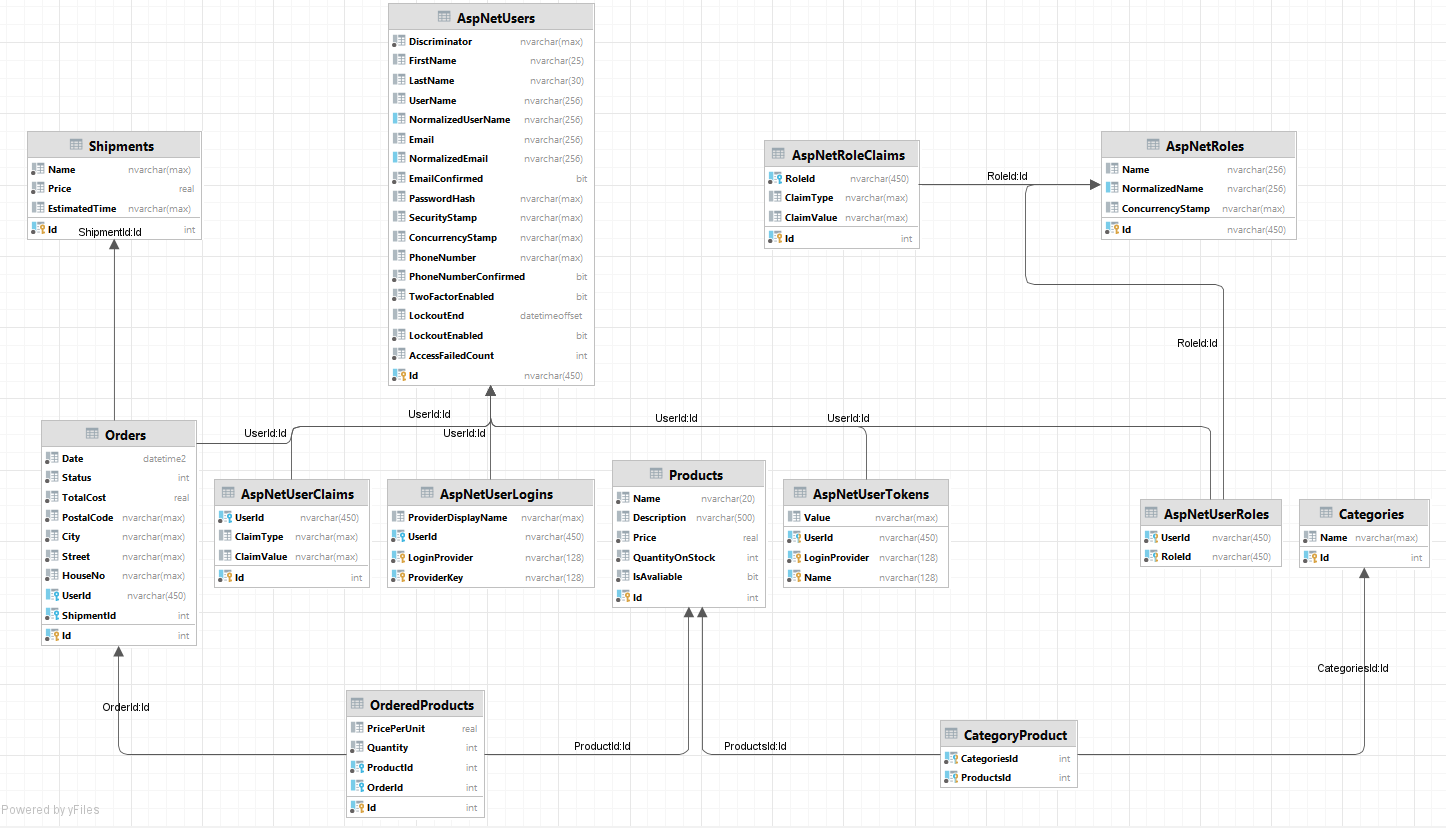 AspNetUsers
Discriminator nvarchar(max)
FirstName nvarchar(25)
LastName nvarchar(30)
UserName nvarchar(256)
NormalizedUserName nvarchar(256)
Email nvarchar(256)
NormalizedEmail nvarchar(256)
EmailConfirmed bit
PasswordHash nvarchar(max)
SecurityStamp nvarchar(max)
ConcurrencyStamp nvarchar(max)
PhoneNumber nvarchar(max)
PhoneNumberConfirmed bit
TwoFactorEnabled bit
LockoutEnd datetimeoffset
LockoutEnabled bit
AccessFailedCount int
Id nvarchar(450)
Shipments
Name nvarchar(max)
Price real
EstimatedTime nvarchar(max)
Id int
ShipmentId:Id
AspNetRoleClaims
RoleId nvarchar(450)
ClaimType nvarchar(max)
ClaimValue nvarchar(max)
Id int
RoleId:Id
AspNetRoles
Name nvarchar(256)
NormalizedName nvarchar(256)
ConcurrencyStamp nvarchar(max)
Id nvarchar(450)
RoleId:Id
UserId:Id
UserId:Id
UserId:Id
UserId:Id
UserId:Id
Orders
Date datetime2
Status int
TotalCost real
PostalCode nvarchar(max)
City nvarchar(max)
Street nvarchar(max)
HouseNo nvarchar(max)
UserId nvarchar(450)
ShipmentId int
Id int
AspNetUserClaims
UserId nvarchar(450)
ClaimType nvarchar(max)
ClaimValue nvarchar(max)
Id int
AspNetUserLogins
ProviderDisplayName nvarchar(max)
UserId nvarchar(450)
LoginProvider nvarchar(128)
ProviderKey nvarchar(128)
Products
Name nvarchar(20)
Description nvarchar(500)
Price real
QuantityOnStock int
IsAvaliable bit
Id int
AspNetUserTokens
Value nvarchar(max)
UserId nvarchar(450)
LoginProvider nvarchar(128)
Name nvarchar(128)
AspNetUserRoles
UserId nvarchar(450)
RoleId nvarchar(450)
Categories
Name nvarchar(max)
Id int
CategoriesId:Id
OrderId:Id
OrderedProducts
PricePerUnit real
Quantity int
ProductId int
OrderId int
Id int
ProductId:Id
ProductsId:Id
CategoryProduct
CategoriesId int
ProductsId int
Powered by yFiles